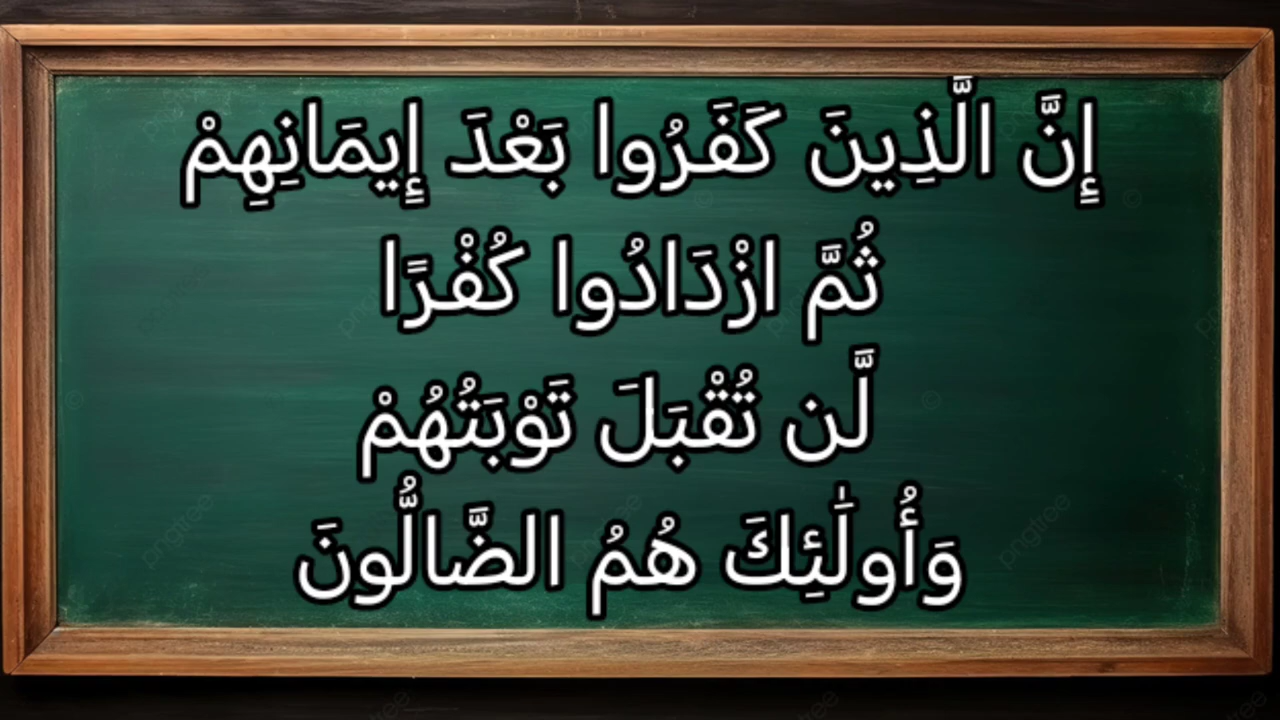 إِنَّ الَّذِينَ كَفَرُوا بَعْدَ إِيمَانِهِمْ
ثُمَّ ازْدَادُوا كُفْرًا
لَّن تُقْبَلَ تَوْبَتُهُمْ
وَأُولَٰئِكَ هُمُ الضَّالُّونَ